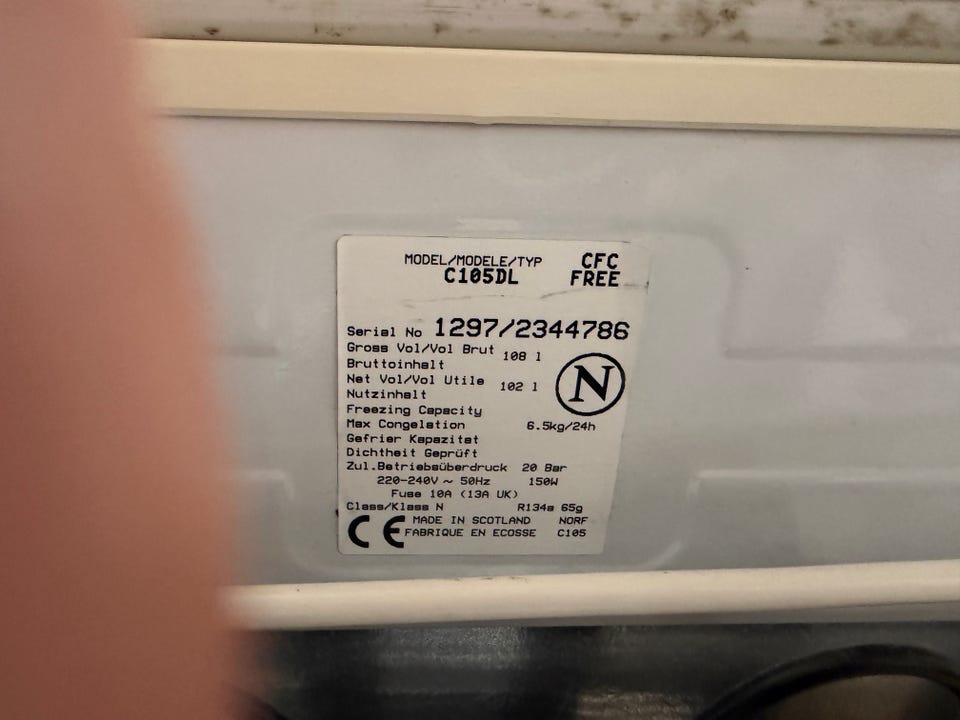 MODEL/MODELE/TYP CFC
C105DL FREE
Serial No 1297/2344786
Gross Vol/Vol Brut 108 l
Bruttoinhalt
Net Vol/Vol Utile 102 l
Nutzinhalt
N
Freezing Capacity
Max Congelation 6.5kg/24h
Gefrier Kapazitat
Dichtheit Geprüft
Zul.Betriebsüberdruck 20 Bar
220-240V ~ 50Hz 150W
Fuse 10A (13A UK)
Class/Klass N R134a 65g
CE MADE IN SCOTLAND NORF
FABRIQUE EN ECOSSE C105